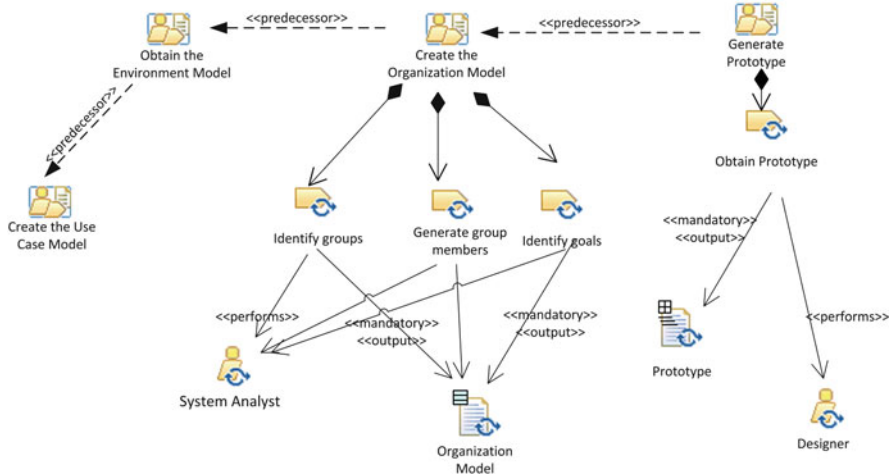 <<predecessor>>
<<predecessor>>
Obtain the
Environment Model
Create the
Organization Model
Generate
Prototype
<<predecessor>>
Obtain Prototype
Create the Use
Case Model
Identify groups
Generate group
members
Identify goals
<<mandatory>>
<<output>>
<<performs>>
<<mandatory>>
<<output>>
<<mandatory>>
<<output>>
<<performs>>
System Analyst
Prototype
Organization
Model
Designer